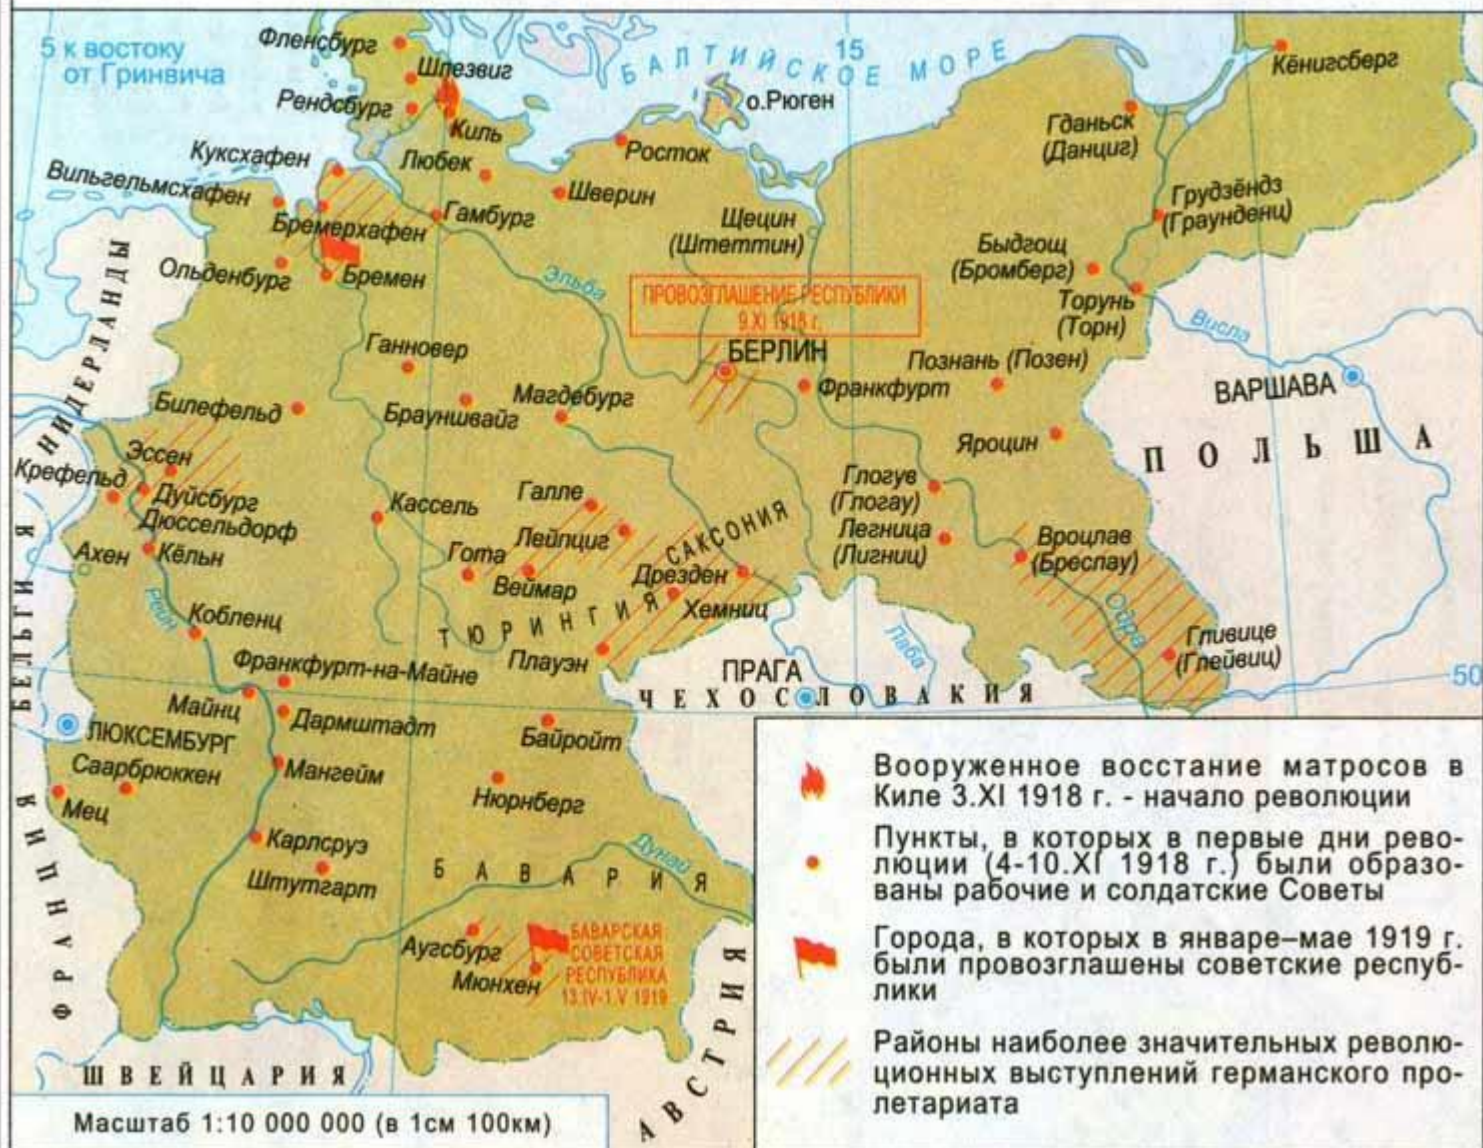 5 к востоку
от Гринвича
15
БАЛТИЙСКОЕ МОРЕ
Фленсбург
Шлезвиг
Рендсбург
Киль
о.Рюген
Кёнигсберг
Гданьск
(Данциг)
Куксхафен
Любек
Росток
Вильгельмсхафен
Шверин
Грудзёндз
(Граунденц)
Бремерхафен
Гамбург
Щецин
(Штеттин)
Быдгощ
(Бромберг)
Ольденбург
Бремен
Эльба
Торунь
(Торн)
Висла
НИДЕРЛАНДЫ
ПРОВОЗГЛАШЕНИЕ РЕСПУБЛИКИ
9.XI 1918 г.
БЕРЛИН
Ганновер
Познань (Позен)
Франкфурт
ВАРШАВА
Билефельд
Брауншвайг
Магдебург
Яроцин
ПОЛЬША
Эссен
Крефельд
Дуйсбург
Дюссельдорф
Кассель
Галле
Глогув
(Глогау)
Лейпциг
САКСОНИЯ
Легница
(Лигниц)
Вроцлав
(Бреслау)
Ахен
Кёльн
Гота
Веймар
Дрезден
Хемниц
БЕЛЬГИЯ
Рейн
Кобленц
ТЮРИНГИЯ
Плауэн
Лаба
Одра
Гливице
(Глейвиц)
Франкфурт-на-Майне
ПРАГА
50
ЧЕХОСЛОВАКИЯ
Майнц
Дармштадт
Байройт
ЛЮКСЕМБУРГ
Саарбрюккен
Мангейм
Нюрнберг
Мец
Карлсруэ
Штутгарт
БАВАРИЯ
Дунай
ФРАНЦИЯ
Аугсбург
Мюнхен
БАВАРСКАЯ
СОВЕТСКАЯ
РЕСПУБЛИКА
13.IV-1.V 1919
АВСТРИЯ
ШВЕЙЦАРИЯ
Масштаб 1:10 000 000 (в 1см 100км)
Вооруженное восстание матросов в
Киле 3.XI 1918 г. - начало революции
Пункты, в которых в первые дни рево-
люции (4-10.XI 1918 г.) были образо-
ваны рабочие и солдатские Советы
Города, в которых в январе–мае 1919 г.
были провозглашены советские респуб-
лики
Районы наиболее значительных револю-
ционных выступлений германского про-
летариата